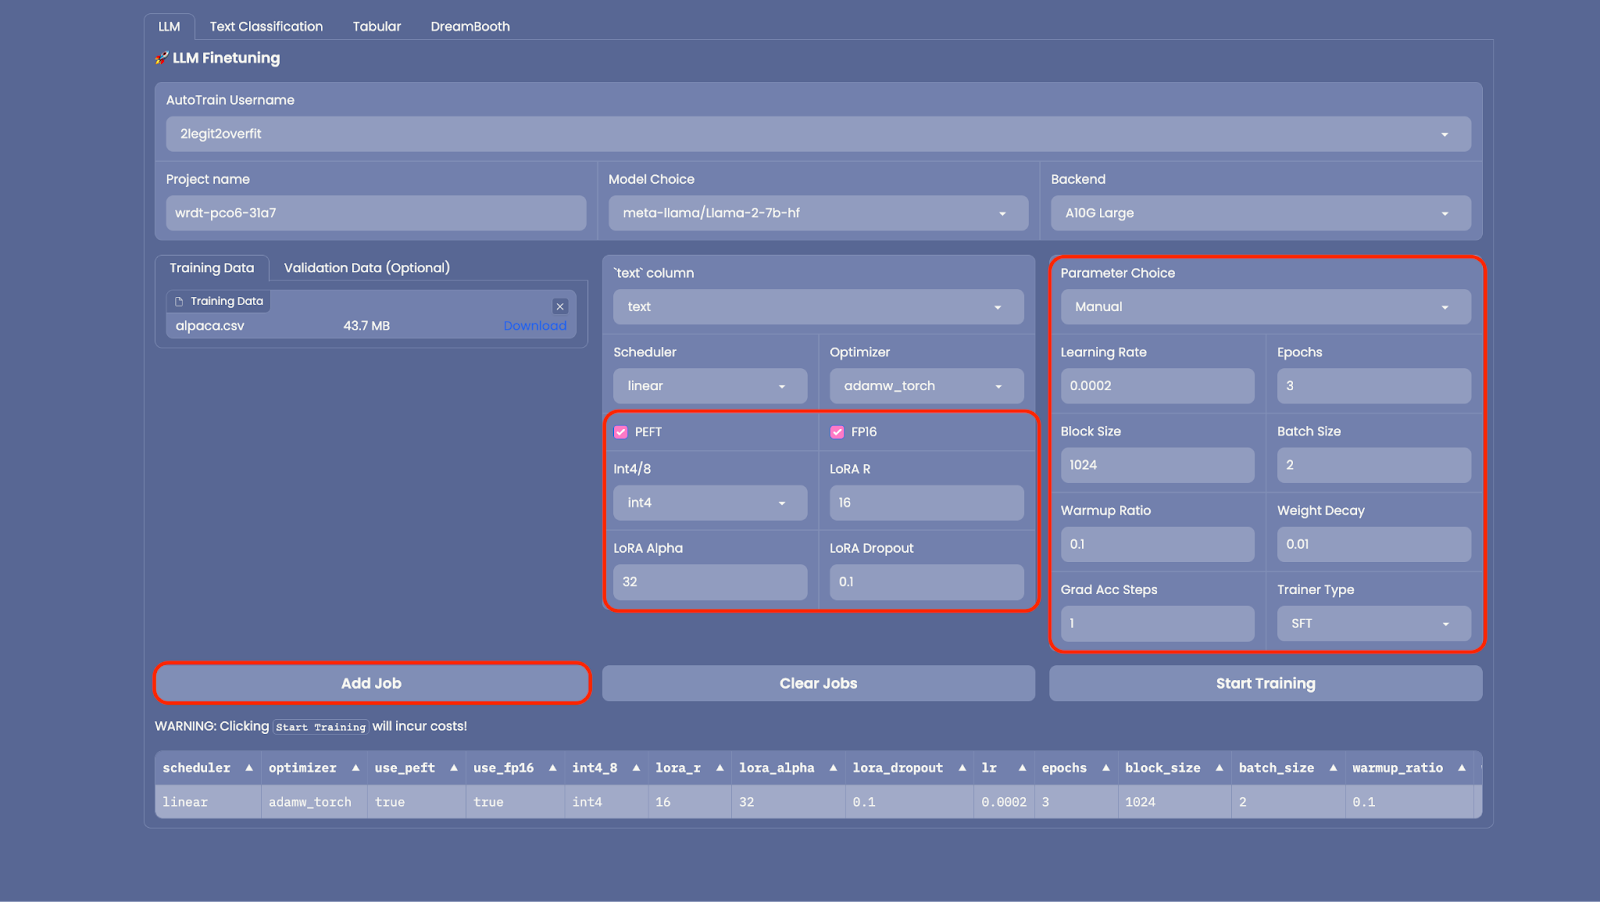 LLM Text Classification Tabular DreamBooth
🚀 LLM Finetuning
AutoTrain Username
2legit2overfit
Project name Model Choice Backend
wrdt-pco6-31a7 meta-llama/Llama-2-7b-hf A10G Large
Training Data Validation Data (Optional)
Training Data
alpaca.csv 43.7 MB Download
`text` column
text
Scheduler Optimizer
linear adamw_torch
PEFT FP16
Int4/8 LoRA R
int4 16
LoRA Alpha LoRA Dropout
32 0.1
Parameter Choice
Manual
Learning Rate Epochs
0.0002 3
Block Size Batch Size
1024 2
Warmup Ratio Weight Decay
0.1 0.01
Grad Acc Steps Trainer Type
1 SFT
Add Job Clear Jobs Start Training
WARNING: Clicking Start Training will incur costs!
scheduler optimizer use_peft use_fp16 int4_8 lora_r lora_alpha lora_dropout lr epochs block_size batch_size warmup_ratio
linear adamw_torch true true int4 16 32 0.1 0.0002 3 1024 2 0.1